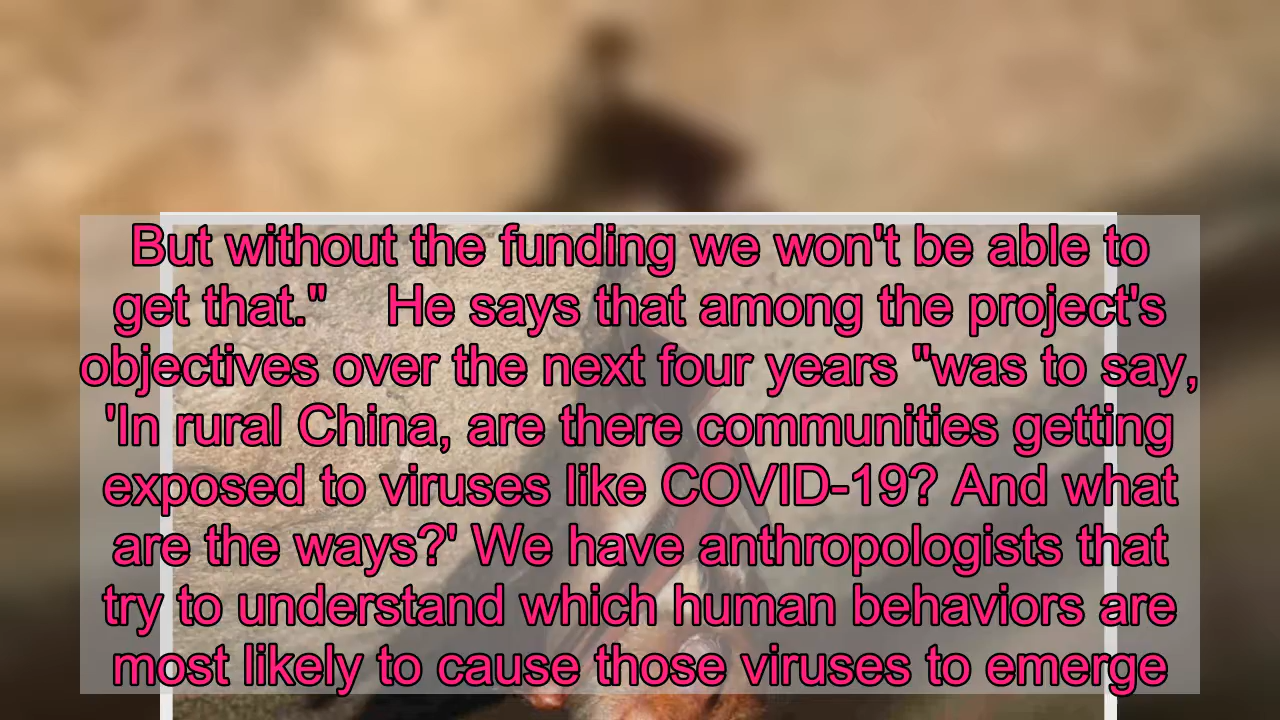 But without the funding we won't be able to
get that."    He says that among the project's
objectives over the next four years "was to say,
'In rural China, are there communities getting
exposed to viruses like COVID-19? And what
are the ways?' We have anthropologists that
try to understand which human behaviors are
most likely to cause those viruses to emerge